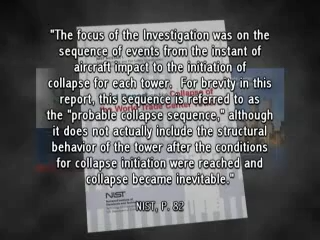 "The focus of the Investigation was on the
sequence of events from the instant of
aircraft impact to the initiation of
collapse for each tower. For brevity in this
report, this sequence is referred to as
the "probable collapse sequence," although
it does not actually include the structural
behavior of the tower after the conditions
for collapse initiation were reached and
collapse became inevitable."
NIST
NIST, P. 82